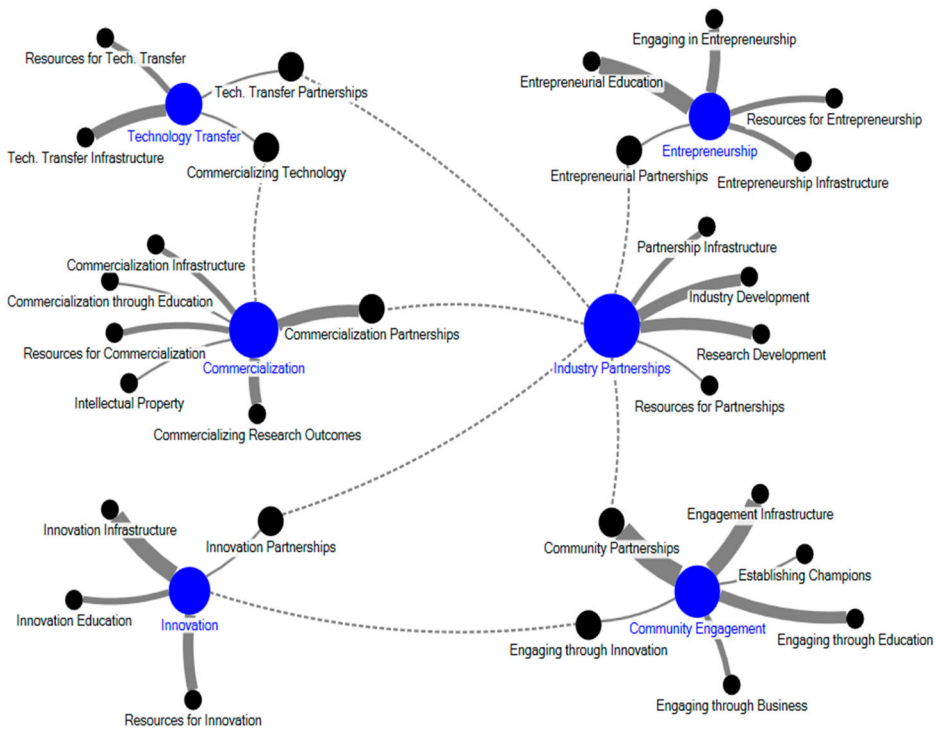 Engaging in Entrepreneurship
Resources for Tech. Transfer
Entrepreneurial Education
Tech. Transfer Partnerships
Resources for Entrepreneurship
Technology Transfer
Entrepreneurship
Tech. Transfer Infrastructure
Commercializing Technology
Entrepreneurial Partnerships
Entrepreneurship Infrastructure
Partnership Infrastructure
Commercialization Infrastructure
Industry Development
Commercialization through Education
Commercialization Partnerships
Resources for Commercialization
Research Development
Commercialization
Industry Partnerships
Intellectual Property
Resources for Partnerships
Commercializing Research Outcomes
Engagement Infrastructure
Innovation Infrastructure
Innovation Partnerships
Community Partnerships
Establishing Champions
Innovation Education
Innovation
Community Engagement
Engaging through Education
Engaging through Innovation
Engaging through Business
Resources for Innovation